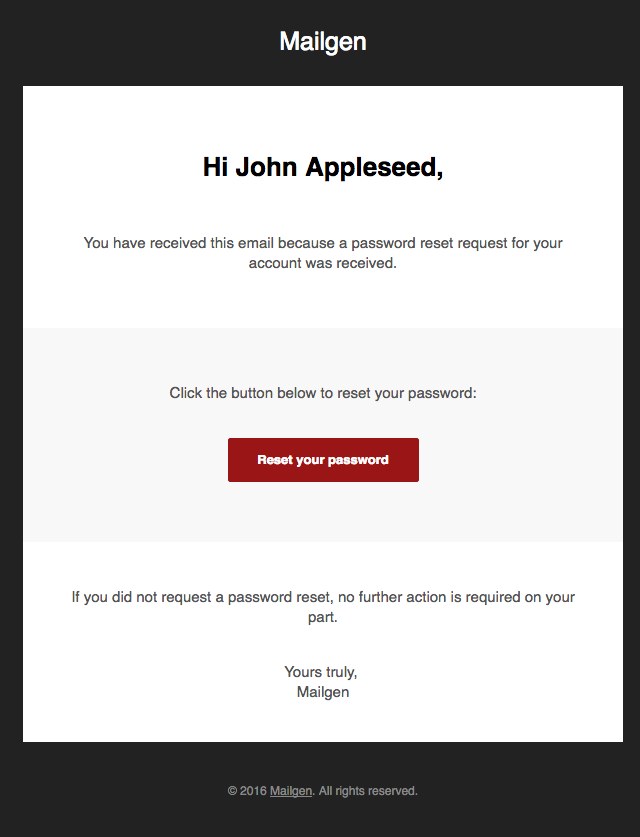 Mailgen
Hi John Appleseed,
You have received this email because a password reset request for your
account was received.
Click the button below to reset your password:
Reset your password
If you did not request a password reset, no further action is required on your
part.
Yours truly,
Mailgen
© 2016 Mailgen. All rights reserved.